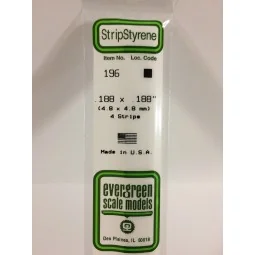 StripStyrene
Item No. Loc. Code
196
.188 x .188"
(4.8 x 4.8 mm)
4 Strips
Made in U.S.A.
evergreen
scale models
Des Plaines, IL 60018